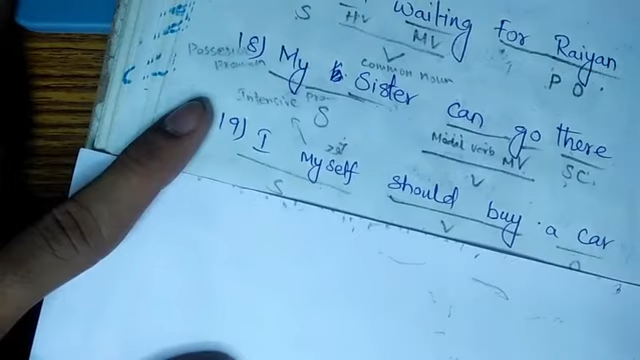 Waiting for Raiyan
S HV MV P O.
V
Possessive pronoun
18) My Sister can go there
common noun
Intensive pro
S Model verb MV SC.
V
19) I Myself should buy a car
S V O